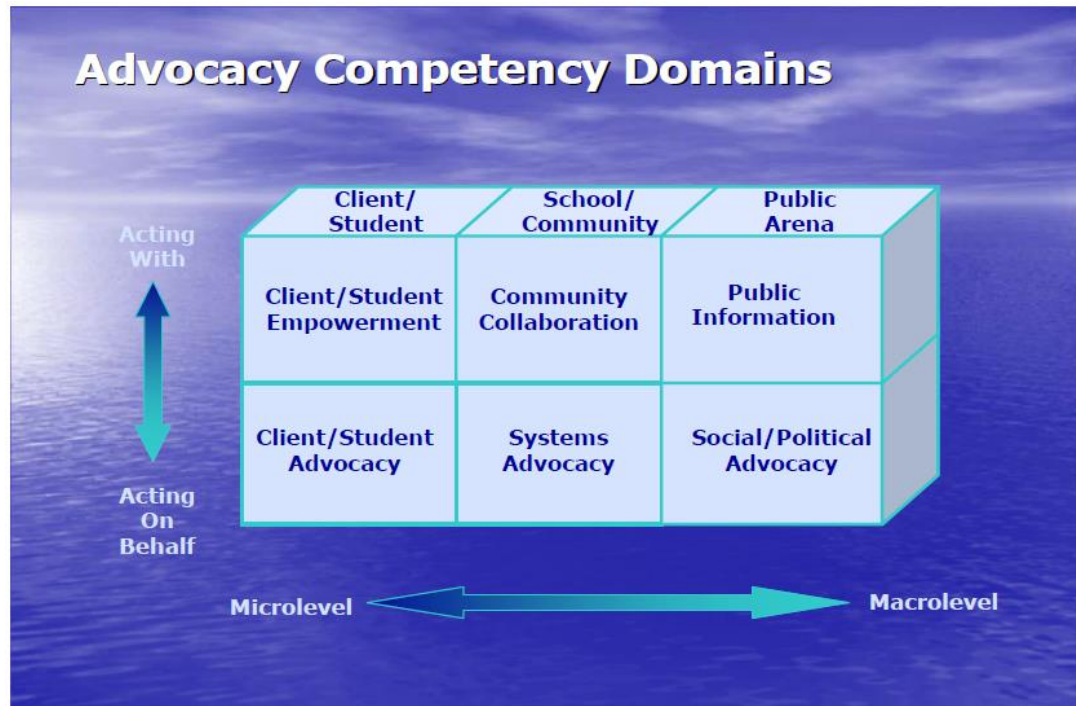 Advocacy Competency Domains
Client/
Student
School/
Community
Public
Arena
Acting
With
Client/Student
Empowerment
Community
Collaboration
Public
Information
Client/Student
Advocacy
Systems
Advocacy
Social/Political
Advocacy
Acting
On
Behalf
Microlevel
Macrolevel